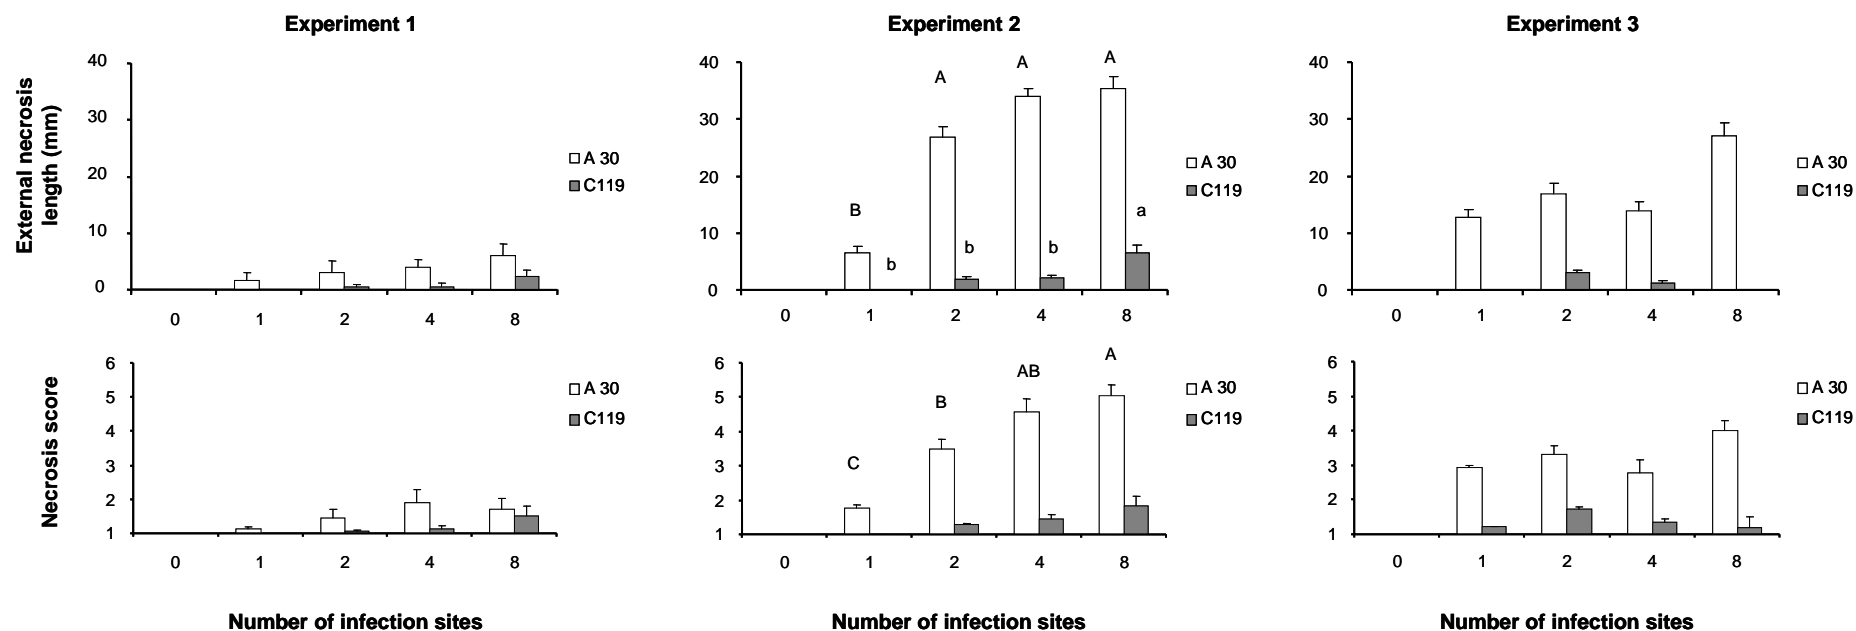 Experiment 1
Experiment 2
Experiment 3
External necrosis
length (mm)
40
30
20
10
0
0 1 2 4 8
A 30
C119
40
30
20
10
0
0 1 2 4 8
B
b
A
b
A
b
A
a
A 30
C119
40
30
20
10
0
0 1 2 4 8
A 30
C119
Necrosis score
6
5
4
3
2
1
0 1 2 4 8
A 30
C119
6
5
4
3
2
1
0 1 2 4 8
C
B
AB
A
A 30
C119
6
5
4
3
2
1
0 1 2 4 8
A 30
C119
Number of infection sites
Number of infection sites
Number of infection sites